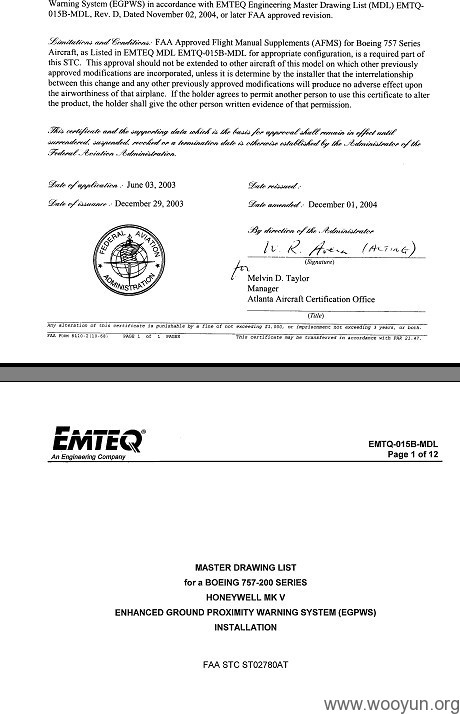 Warning System (EGPWS) in accordance with EMTEQ Engineering Master Drawing List (MDL) EMTQ-
015B-MDL, Rev. D, Dated November 02, 2004, or later FAA approved revision.
Limitations and Conditions: FAA Approved Flight Manual Supplements (AFMS) for Boeing 757 Series
Aircraft, as Listed in EMTEQ MDL EMTQ-015B-MDL for appropriate configuration, is a required part of
this STC. This approval should not be extended to other aircraft of this model on which other previously
approved modifications are incorporated, unless it is determine by the installer that the interrelationship
between this change and any other previously approved modifications will produce no adverse effect upon
the airworthiness of that airplane. If the holder agrees to permit another person to use this certificate to alter
the product, the holder shall give the other person written evidence of that permission.
This certificate and the supporting data which is the basis for approval shall remain in effect until
surrendered, suspended, revoked or a termination date is otherwise established by the Administrator of the
Federal Aviation Administration.
Date of application: June 03, 2003
Date reissued:
Date of issuance: December 29, 2003
Date amended: December 01, 2004
By direction of the Administrator
FEDERAL AVIATION
ADMINISTRATION
(ACTING)
(Signature)
for
Melvin D. Taylor
Manager
Atlanta Aircraft Certification Office
(Title)
Any alteration of this certificate is punishable by a fine of not exceeding $1,000, or imprisonment not exceeding 3 years, or both.
FAA Form 8110-2(10-68) PAGE 1 of 1 PAGES This certificate may be transferred in accordance with FAR 21.47.
EMTEQ®
An Engineering Company
EMTQ-015B-MDL
Page 1 of 12
MASTER DRAWING LIST
for a BOEING 757-200 SERIES
HONEYWELL MK V
ENHANCED GROUND PROXIMITY WARNING SYSTEM (EGPWS)
INSTALLATION
FAA STC ST02780AT
www.wooyun.org